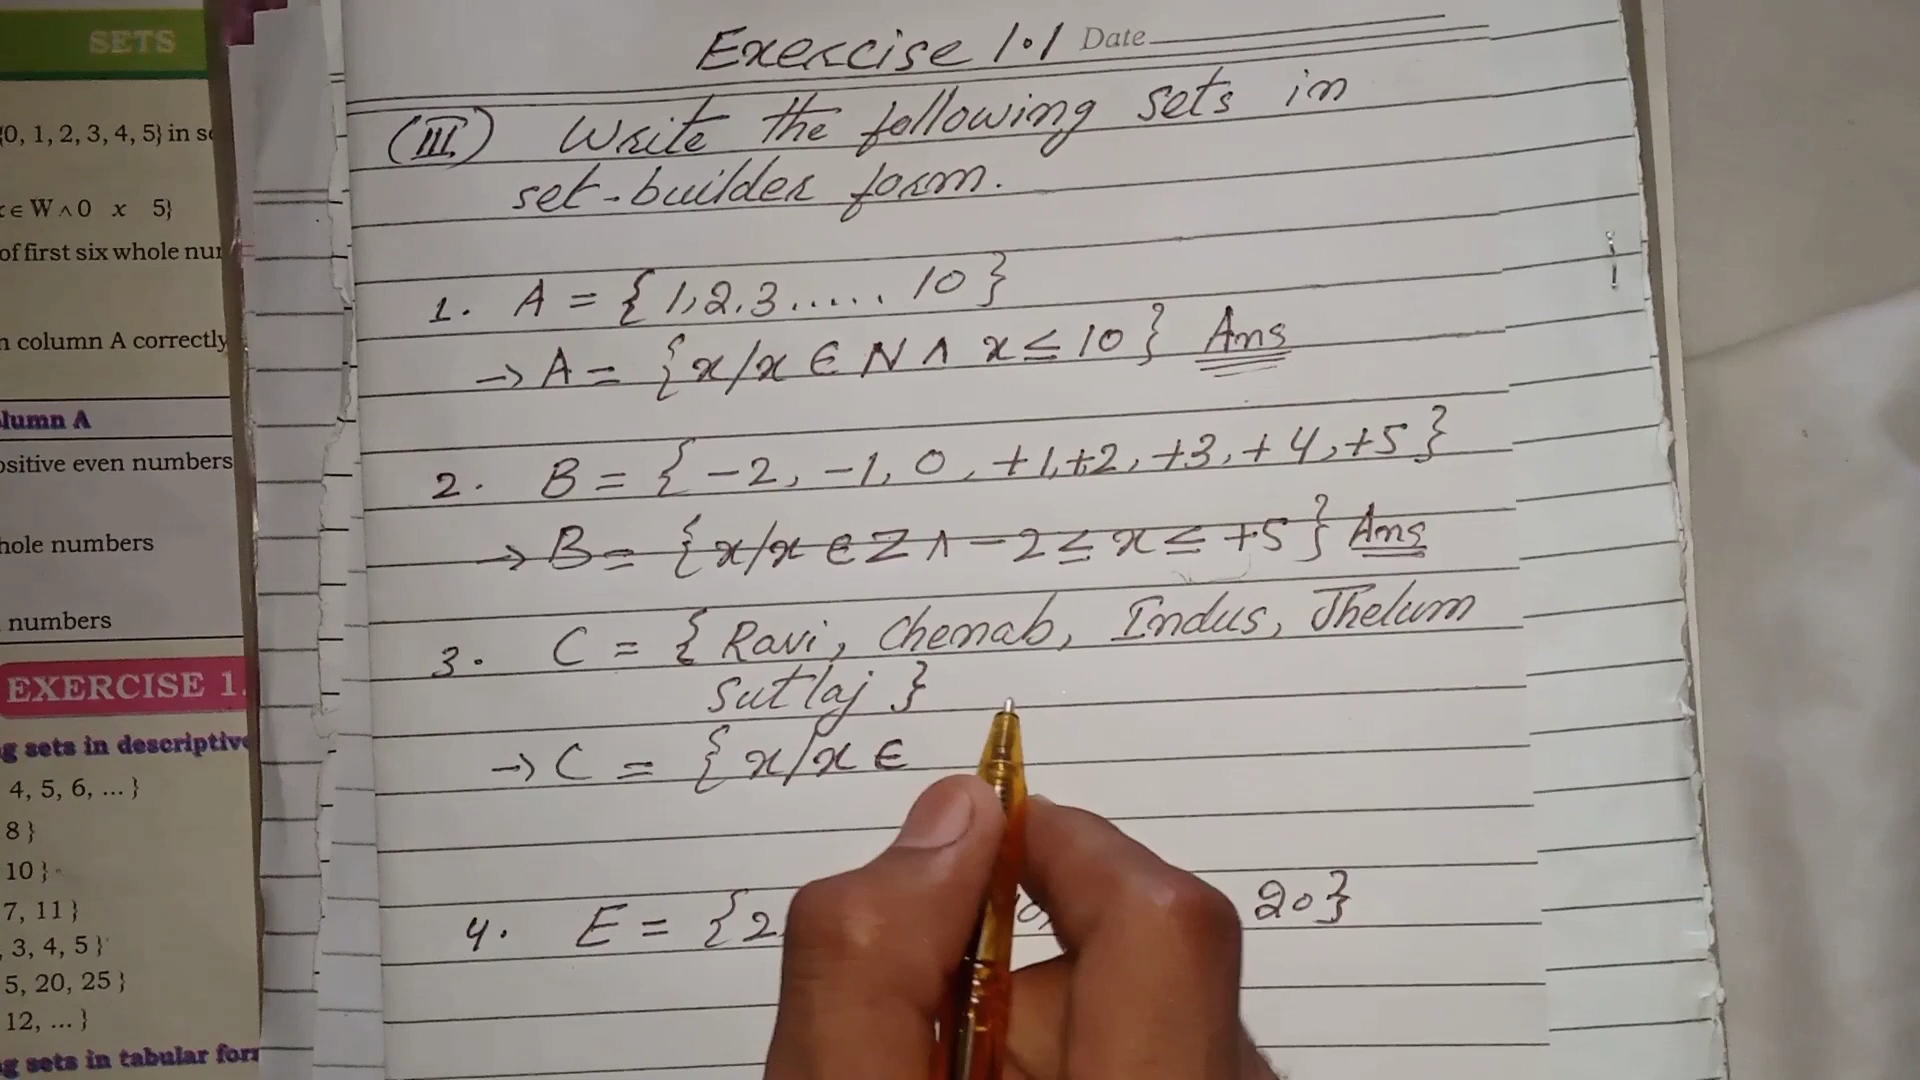 SETS
{0, 1, 2, 3, 4, 5} in
∈ W ∧ 0 x 5}
of first six whole
n column A correctly
lumn A
ositive even numbers
hole numbers
numbers
EXERCISE 1.
g sets in descriptive
4, 5, 6, ... }
8 }
10 }
7, 11 }
, 3, 4, 5 }
5, 20, 25 }
12, ... }
g sets in tabular form
Exercise 1.1 Date
(III) Write the following sets in
set-builder form.
1. A = { 1, 2, 3 ..... 10 }
→ A = { x/x ∈ N ∧ x ≤ 10 } Ans
2. B = { -2, -1, 0, +1, +2, +3, +4, +5 }
→ B = { x/x ∈ Z ∧ -2 ≤ x ≤ +5 } Ans
3. C = { Ravi, Chenab, Indus, Jhelum
sutlaj }
→ C = { x/x ∈
4. E = {2, 20}